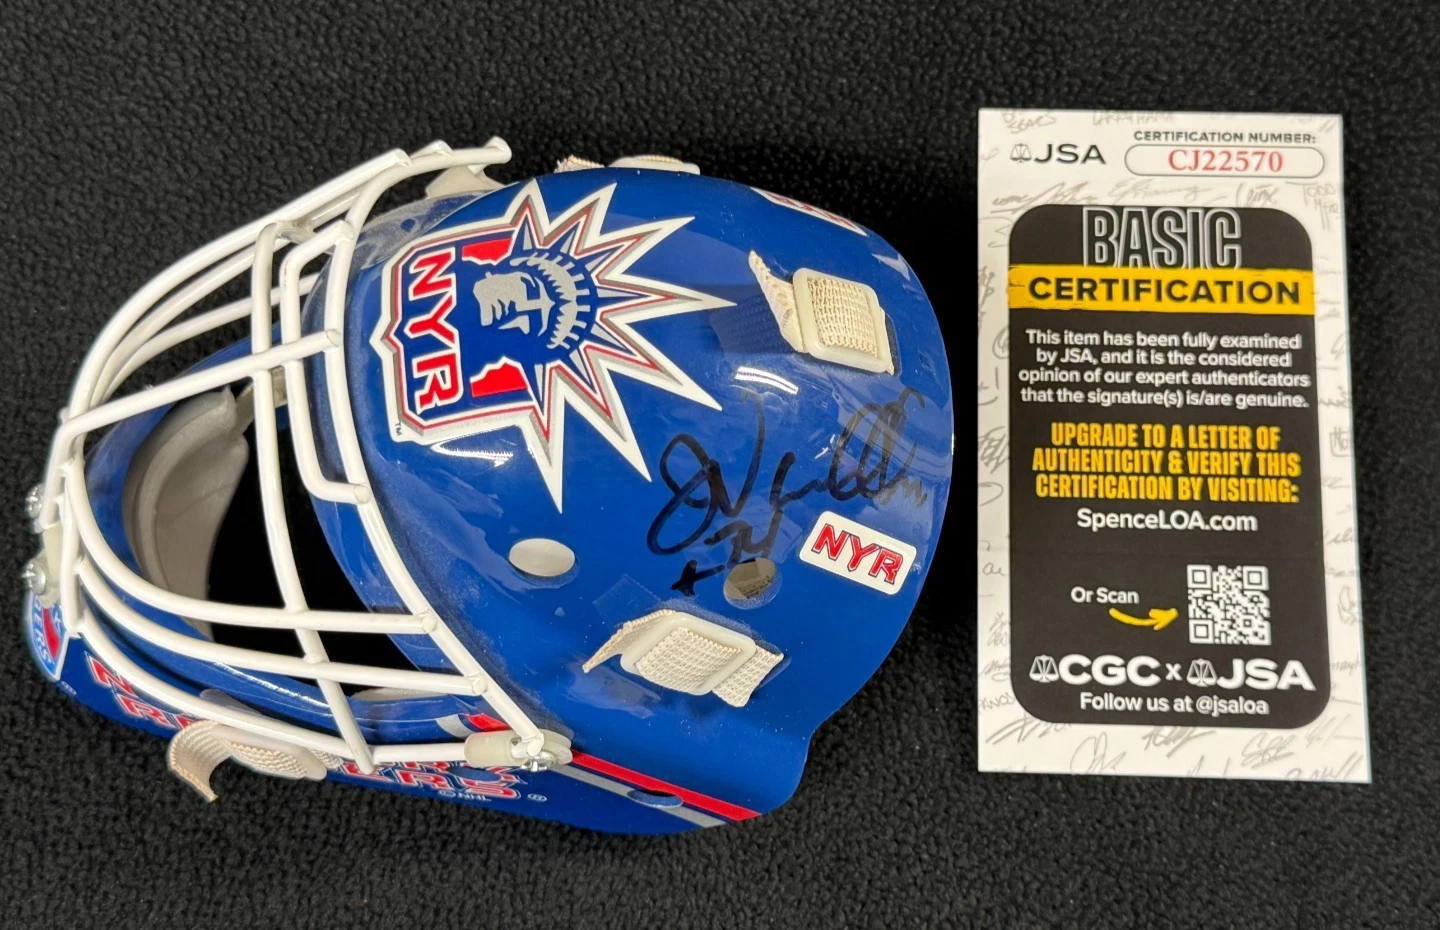 NYR
TM
NYR
©NHL ®
JSA
CERTIFICATION NUMBER:
CJ22570
BASIC
CERTIFICATION
This item has been fully examined
by JSA, and it is the considered
opinion of our expert authenticators
that the signature(s) is/are genuine.
UPGRADE TO A LETTER OF
AUTHENTICITY & VERIFY THIS
CERTIFICATION BY VISITING:
SpenceLOA.com
Or Scan
CGC x JSA
Follow us at @jsaloa